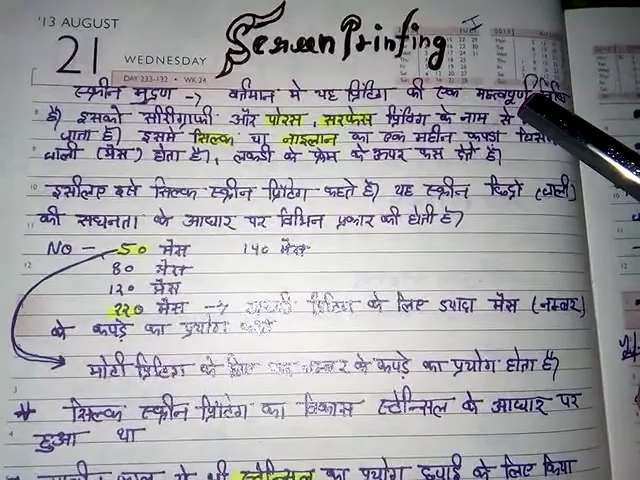 '13 AUGUST
21
WEDNESDAY
DAY 233-132 • WK 34
Screen Printing I
स्क्रीन मुद्रण -> वर्तमान मे यह प्रिंटिंग की एक महत्वपूर्ण विधि
है। इसको सीरीग्राफी और पोरस, सरफेस प्रिंटिंग के नाम से
जाता है। इसमे सिल्क या नाइलान का एक महीन कपडा
वाली (मैस) होता है।, लकडी के फ्रेम के ऊपर कस देते है।
इसीलिए इसे सिल्क स्क्रीन प्रिंटिंग कहते है। यह स्क्रीन छिद्रो (जाली)
की सघनता के आधार पर विभिन प्रकार की होती है।
NO - 50 मैस 140 मैस
80 मैस
120 मैस
220 मैस -> प्रिंटिंग के लिए ज्यादा मैस (नम्बर)
के कपड़े का प्रयोग
मोटी प्रिंटिंग के लिए नम्बर के कपड़े का प्रयोग होता है।
* सिल्क स्क्रीन प्रिंटिंग का विकास स्टेन्सिल के आधार पर
हुआ था
काल मे भी स्टेन्सिल का प्रयोग छपाई के लिए किया